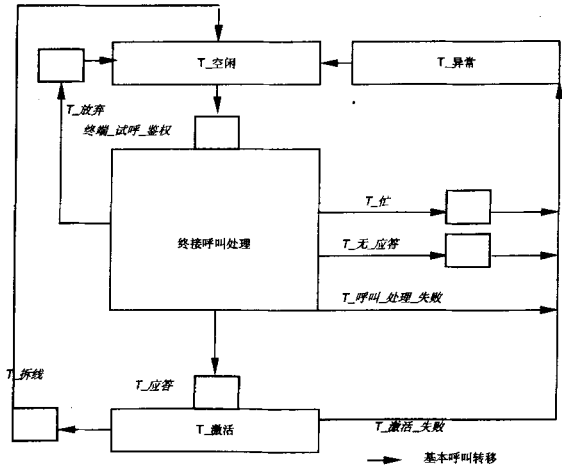 T_空闲
T_异常
T_放弃
终端_试呼_鉴权
T_忙
终接呼叫处理
T_无_应答
T_呼叫_处理_失败
T_拆线
T_应答
T_激活
T_激活_失败
基本呼叫转移